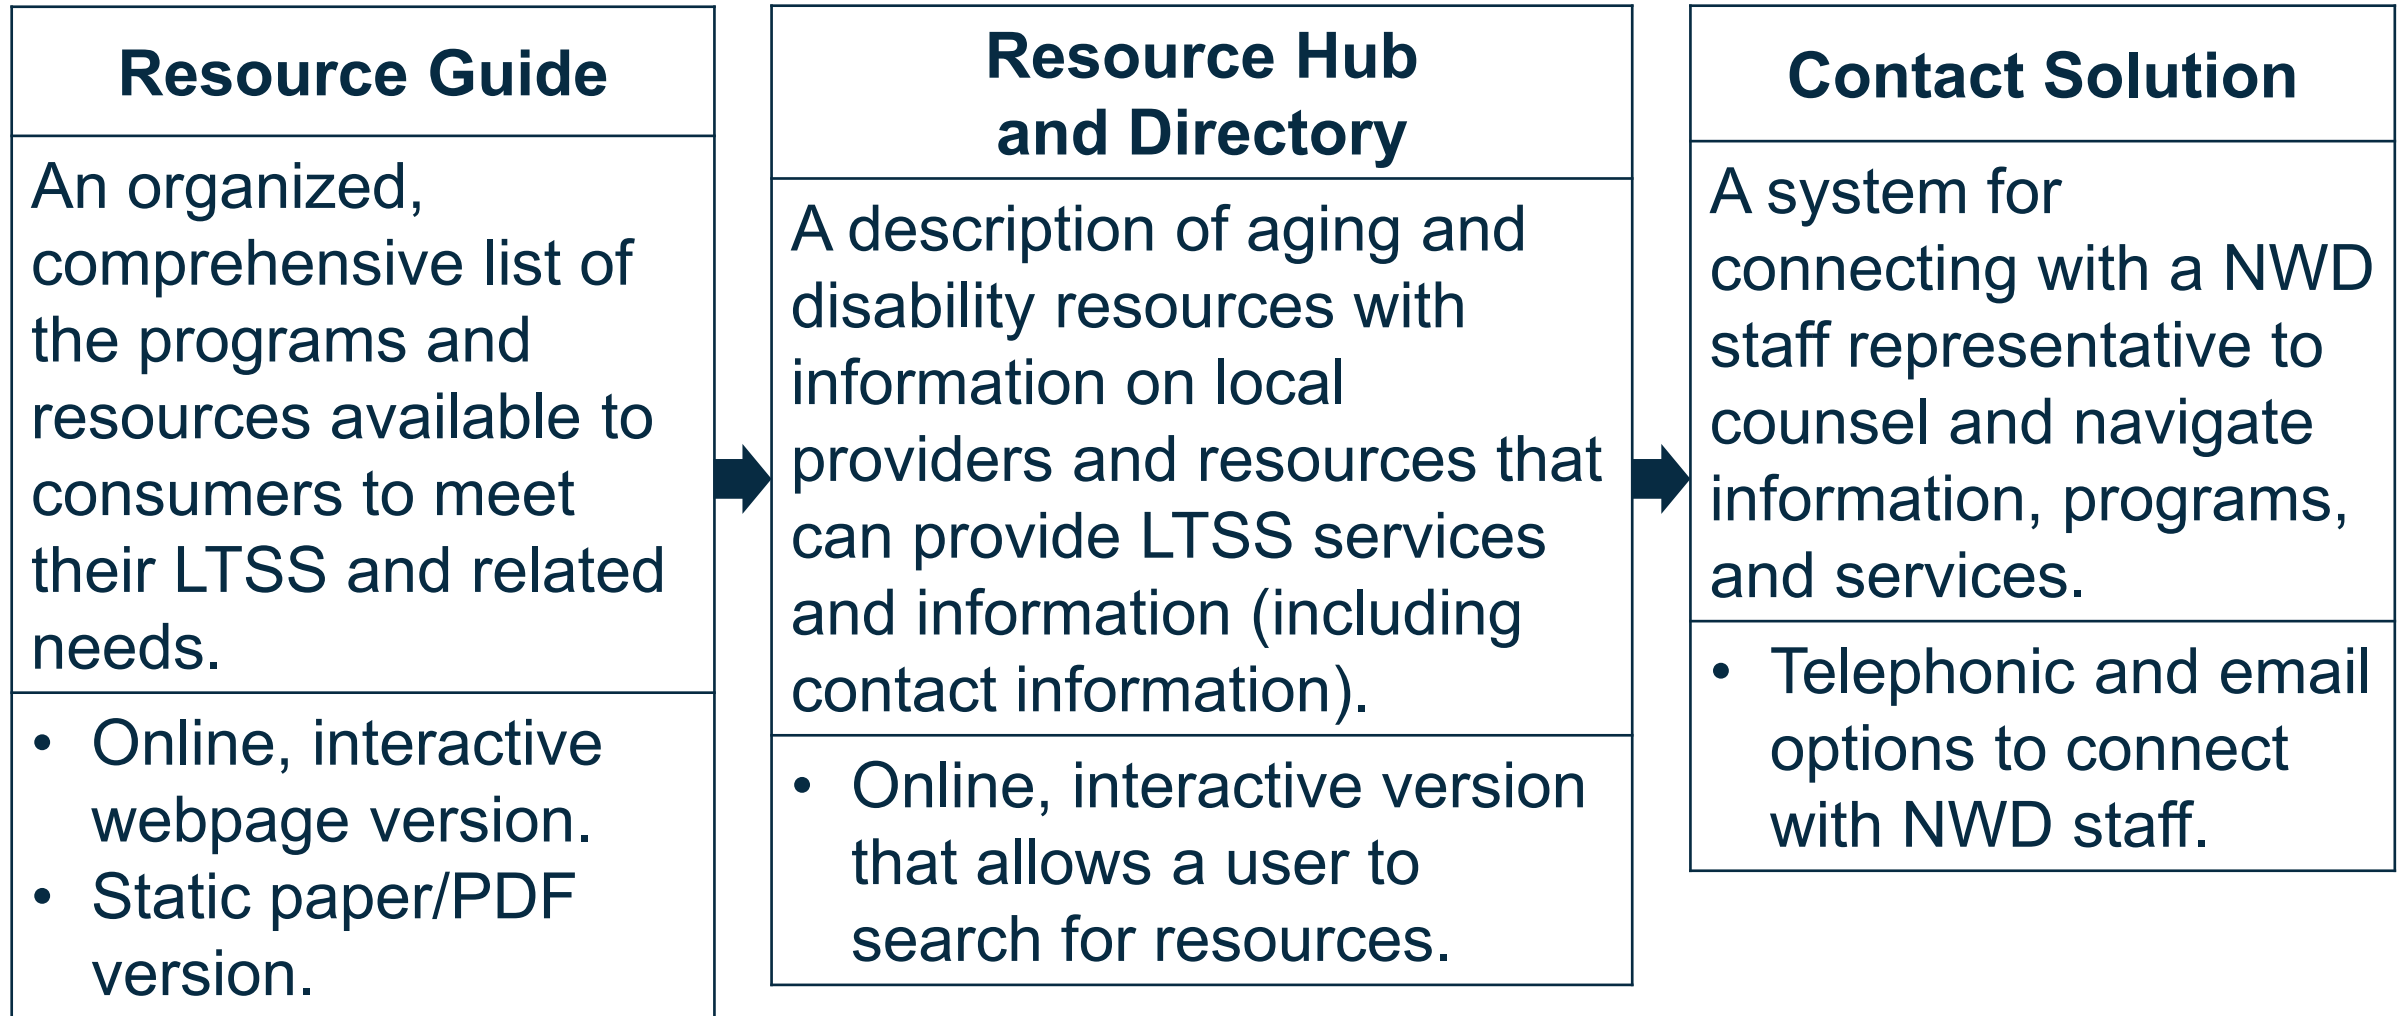 Resource Guide
An organized,
comprehensive list of
the programs and
resources available to
consumers to meet
their LTSS and related
needs.
• Online, interactive
webpage version.
• Static paper/PDF
version.
Resource Hub
and Directory
A description of aging and
disability resources with
information on local
providers and resources that
can provide LTSS services
and information (including
contact information).
• Online, interactive version
that allows a user to
search for resources.
Contact Solution
A system for
connecting with a NWD
staff representative to
counsel and navigate
information, programs,
and services.
• Telephonic and email
options to connect
with NWD staff.